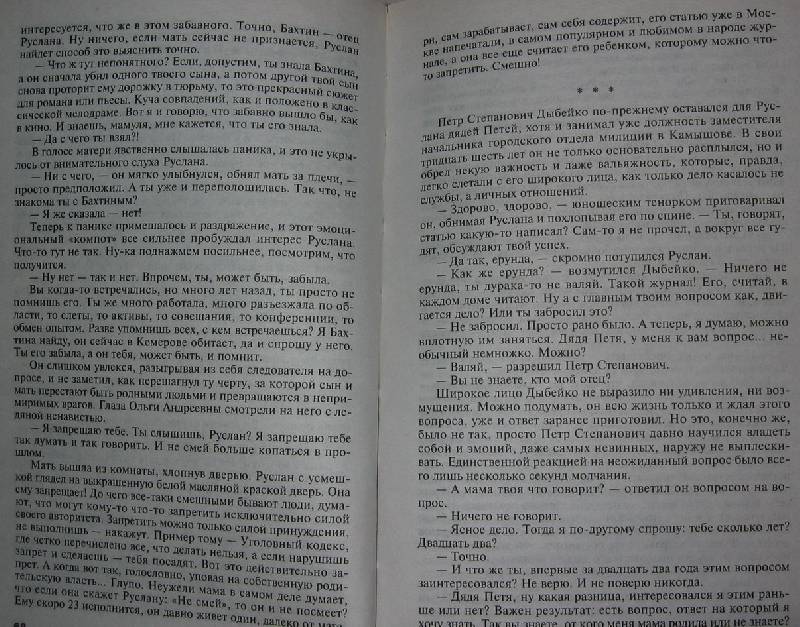 интересуется, что же в этом забавного. Точно, Бахтин — отец
Руслана. Ну ничего, если мать сейчас не признается, Руслан
найдет способ это выяснить точно.
— Что ж тут непонятного? Если, допустим, ты знала Бахтина,
а он сначала убил одного твоего сына, а потом другой твой сын
снова проторит ему дорожку в тюрьму, то это прекрасный сюжет
для романа или пьесы. Куча совпадений, как и положено в клас-
сической мелодраме. Вот я и говорю, что забавно вышло бы, как
в кино. И знаешь, мамуля, мне кажется, что ты его знала.
— Да с чего ты взял?!
В голосе матери явственно слышалась паника, и это не укры-
лось от внимательного слуха Руслана.
— Ни с чего, — он мягко улыбнулся, обнял мать за плечи, —
просто предположил. А ты уже и переполошилась. Так что, не
знакома ты с Бахтиным?
— Я же сказала — нет!
Теперь к панике примешалось и раздражение, и этот эмоци-
ональный «компот» все сильнее пробуждал интерес Руслана.
Что-то тут не так. Ну-ка поднажмем посильнее, посмотрим, что
получится.
— Ну нет — так и нет. Впрочем, ты, может быть, забыла.
Вы когда-то встречались, но много лет назад, ты просто не
помнишь его. Ты же много работала, много разъезжала по об-
ласти, то слеты, то активы, то совещания, то конференции, то
обмен опытом. Разве упомнишь всех, с кем встречаешься? Я Бах-
тина найду, он сейчас в Кемерове обитает, да и спрошу у него.
Ты его забыла, а он тебя, может быть, и помнит.
Он слишком увлекся, разыгрывая из себя следователя на до-
просе, и не заметил, как перешагнул ту черту, за которой сын и
мать перестают быть родными людьми и превращаются в непри-
миримых врагов. Глаза Ольги Андреевны смотрели на него с ле-
дяной ненавистью.
— Я запрещаю тебе. Ты слышишь, Руслан? Я запрещаю тебе
так думать и так говорить. И не смей больше копаться в про-
шлом.
Мать вышла из комнаты, хлопнув дверью. Руслан с усмеш-
кой глядел на выкрашенную белой масляной краской дверь. Она
ему запрещает! До чего все-таки смешными бывают люди, дума-
ют, что могут кому-то что-то запретить исключительно силой
своего авторитета. Запретить можно только силой принуждения,
не выполнишь — накажут. Пример тому — Уголовный кодекс,
где четко перечислено все, что делать нельзя, а если нарушишь
запрет и сделаешь — тебя посадят. Вот это действительно за-
прет. А когда вот так, голословно, уповая на собственную роди-
тельскую власть... Глупо. Неужели мама в самом деле думает,
что если она скажет Руслану: «Не смей», то он и не посмеет?
Ему скоро 23 исполнится, он давно живет один, далеко от мате-
ри, сам зарабатывает, сам себя содержит, его статью уже в Мос-
кве напечатали, в самом популярном и любимом в народе жур-
нале, а она все еще считает его ребенком, которому можно что-
то запретить. Смешно!
* * *
Петр Степанович Дыбейко по-прежнему оставался для Рус-
лана дядей Петей, хотя и занимал уже должность заместителя
начальника городского отдела милиции в Камышове. В свои
тридцать шесть лет он не только основательно расплылся, но и
обрел некую важность и даже вальяжность, которые, правда,
легко слетали с его широкого лица, как только дело касалось не
службы, а личных отношений.
— Здорово, здорово, — юношеским тенорком приговаривал
он, обнимая Руслана и похлопывая его по спине. — Ты, говорят,
статью какую-то написал? Сам-то я не прочел, а вокруг все гу-
дят, обсуждают твой успех.
— Да так, ерунда, — скромно потупился Руслан.
— Как же ерунда? — возмутился Дыбейко. — Ничего не
ерунда, ты дурака-то не валяй. Такой журнал! Его, считай, в
каждом доме читают. Ну а с главным твоим вопросом как, дви-
гается дело? Или ты забросил это?
— Не забросил. Просто рано было. А теперь, я думаю, можно
вплотную им заняться. Дядя Петя, у меня к вам вопрос... не-
обычный немножко. Можно?
— Валяй, — разрешил Петр Степанович.
— Вы не знаете, кто мой отец?
Широкое лицо Дыбейко не выразило ни удивления, ни воз-
мущения. Можно подумать, он всю жизнь только и ждал этого
вопроса, уже и ответ заранее приготовил. Но это, конечно же,
было не так, просто Петр Степанович давно научился владеть
собой и эмоций, даже самых невинных, наружу не выплески-
вать. Единственной реакцией на неожиданный вопрос было все-
го лишь несколько секунд молчания.
— А мама твоя что говорит? — ответил он вопросом на во-
прос.
— Ничего не говорит.
— Ясное дело. Тогда я по-другому спрошу: тебе сколько лет?
Двадцать два?
— Точно.
— И что же ты, впервые за двадцать два года этим вопросом
заинтересовался? Не верю. И не поверю никогда.
— Дядя Петя, ну какая разница, интересовался я этим рань-
ше или нет? Важен результат: есть вопрос, ответ на который я
хочу знать. Так вы знаете, от кого меня мама родила или не знаете?